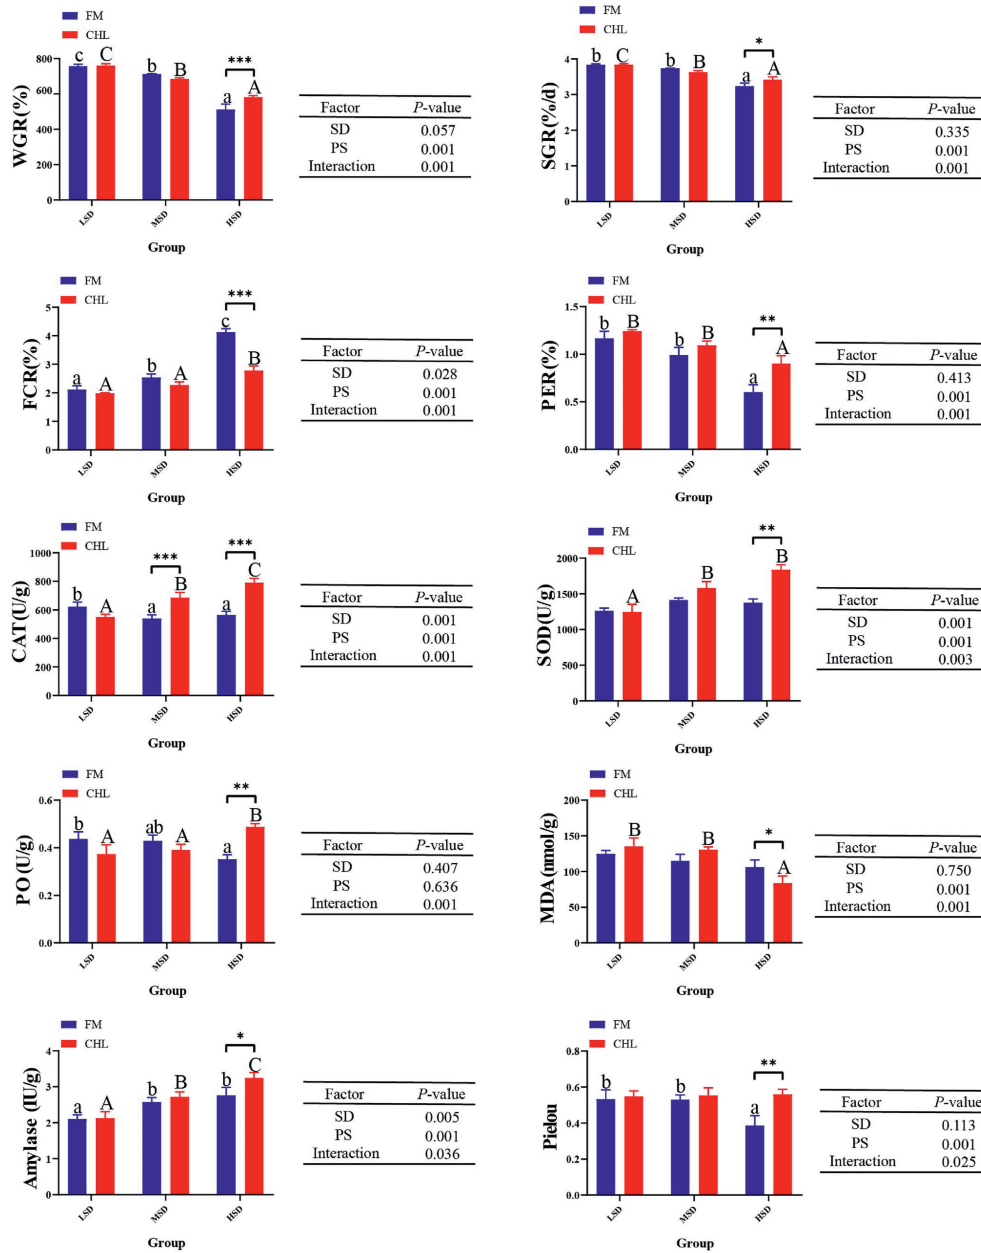 FM
CHL
WGR(%)
800
600
400
200
0
c C b B *** a A
LSD MSD HSD
Group
Factor P-value
SD 0.057
PS 0.001
Interaction 0.001
FM
CHL
SGR(%/d)
4
3
2
1
0
b C b B * a A
LSD MSD HSD
Group
Factor P-value
SD 0.335
PS 0.001
Interaction 0.001
FM
CHL
FCR(%)
5
4
3
2
1
0
a A b A *** c B
LSD MSD HSD
Group
Factor P-value
SD 0.028
PS 0.001
Interaction 0.001
FM
CHL
PER(%)
1.5
1.0
0.5
0.0
b B b B ** a A
LSD MSD HSD
Group
Factor P-value
SD 0.413
PS 0.001
Interaction 0.001
FM
CHL
CAT(U/g)
1000
800
600
400
200
0
b A *** a B *** a C
LSD MSD HSD
Group
Factor P-value
SD 0.001
PS 0.001
Interaction 0.001
FM
CHL
SOD(U/g)
2000
1500
1000
500
0
A B ** B
LSD MSD HSD
Group
Factor P-value
SD 0.001
PS 0.001
Interaction 0.003
FM
CHL
PO(U/g)
0.6
0.4
0.2
0.0
b A ab A ** a B
LSD MSD HSD
Group
Factor P-value
SD 0.407
PS 0.636
Interaction 0.001
FM
CHL
MDA(nmol/g)
200
150
100
50
0
B B * A
LSD MSD HSD
Group
Factor P-value
SD 0.750
PS 0.001
Interaction 0.001
FM
CHL
Amylase (IU/g)
4
3
2
1
0
a A b B * b C
LSD MSD HSD
Group
Factor P-value
SD 0.005
PS 0.001
Interaction 0.036
FM
CHL
Pielou
0.8
0.6
0.4
0.2
0.0
b b ** a
LSD MSD HSD
Group
Factor P-value
SD 0.113
PS 0.001
Interaction 0.025